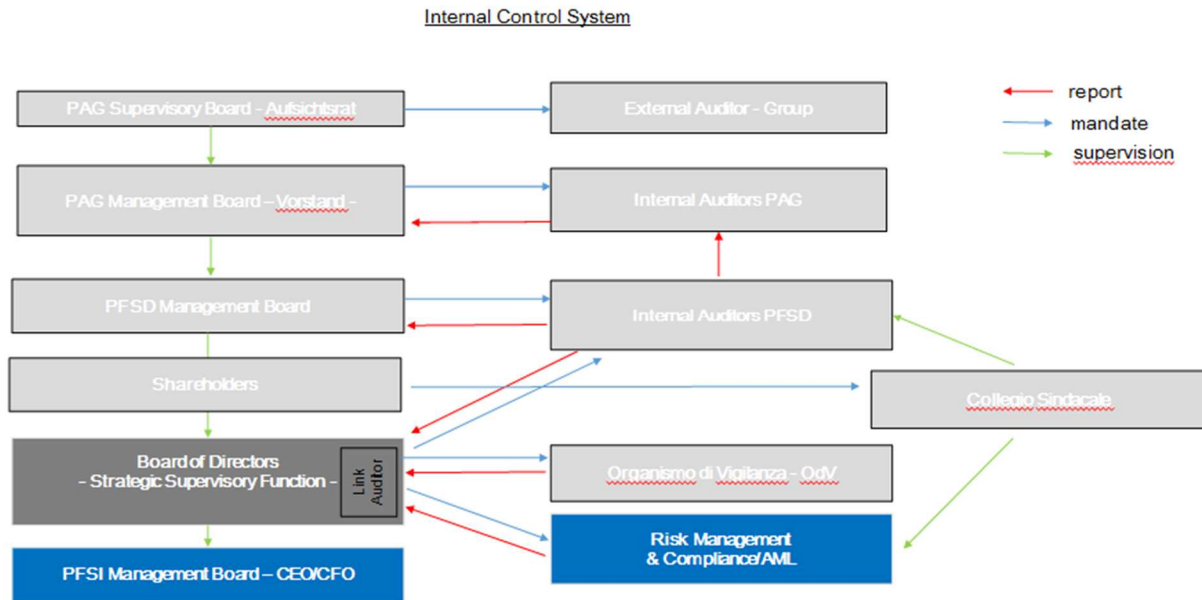 Internal Control System
PAG Supervisory Board - Aufsichtsrat
External Auditor - Group
report
mandate
supervision
PAG Management Board – Vorstand -
Internal Auditors PAG
PFSD Management Board
Internal Auditors PFSD
Shareholders
Collegio Sindacale
Board of Directors
- Strategic Supervisory Function -
Link
Auditor
Organismo di Vigilanza - OdV
Risk Management
& Compliance/AML
PFSI Management Board – CEO/CFO